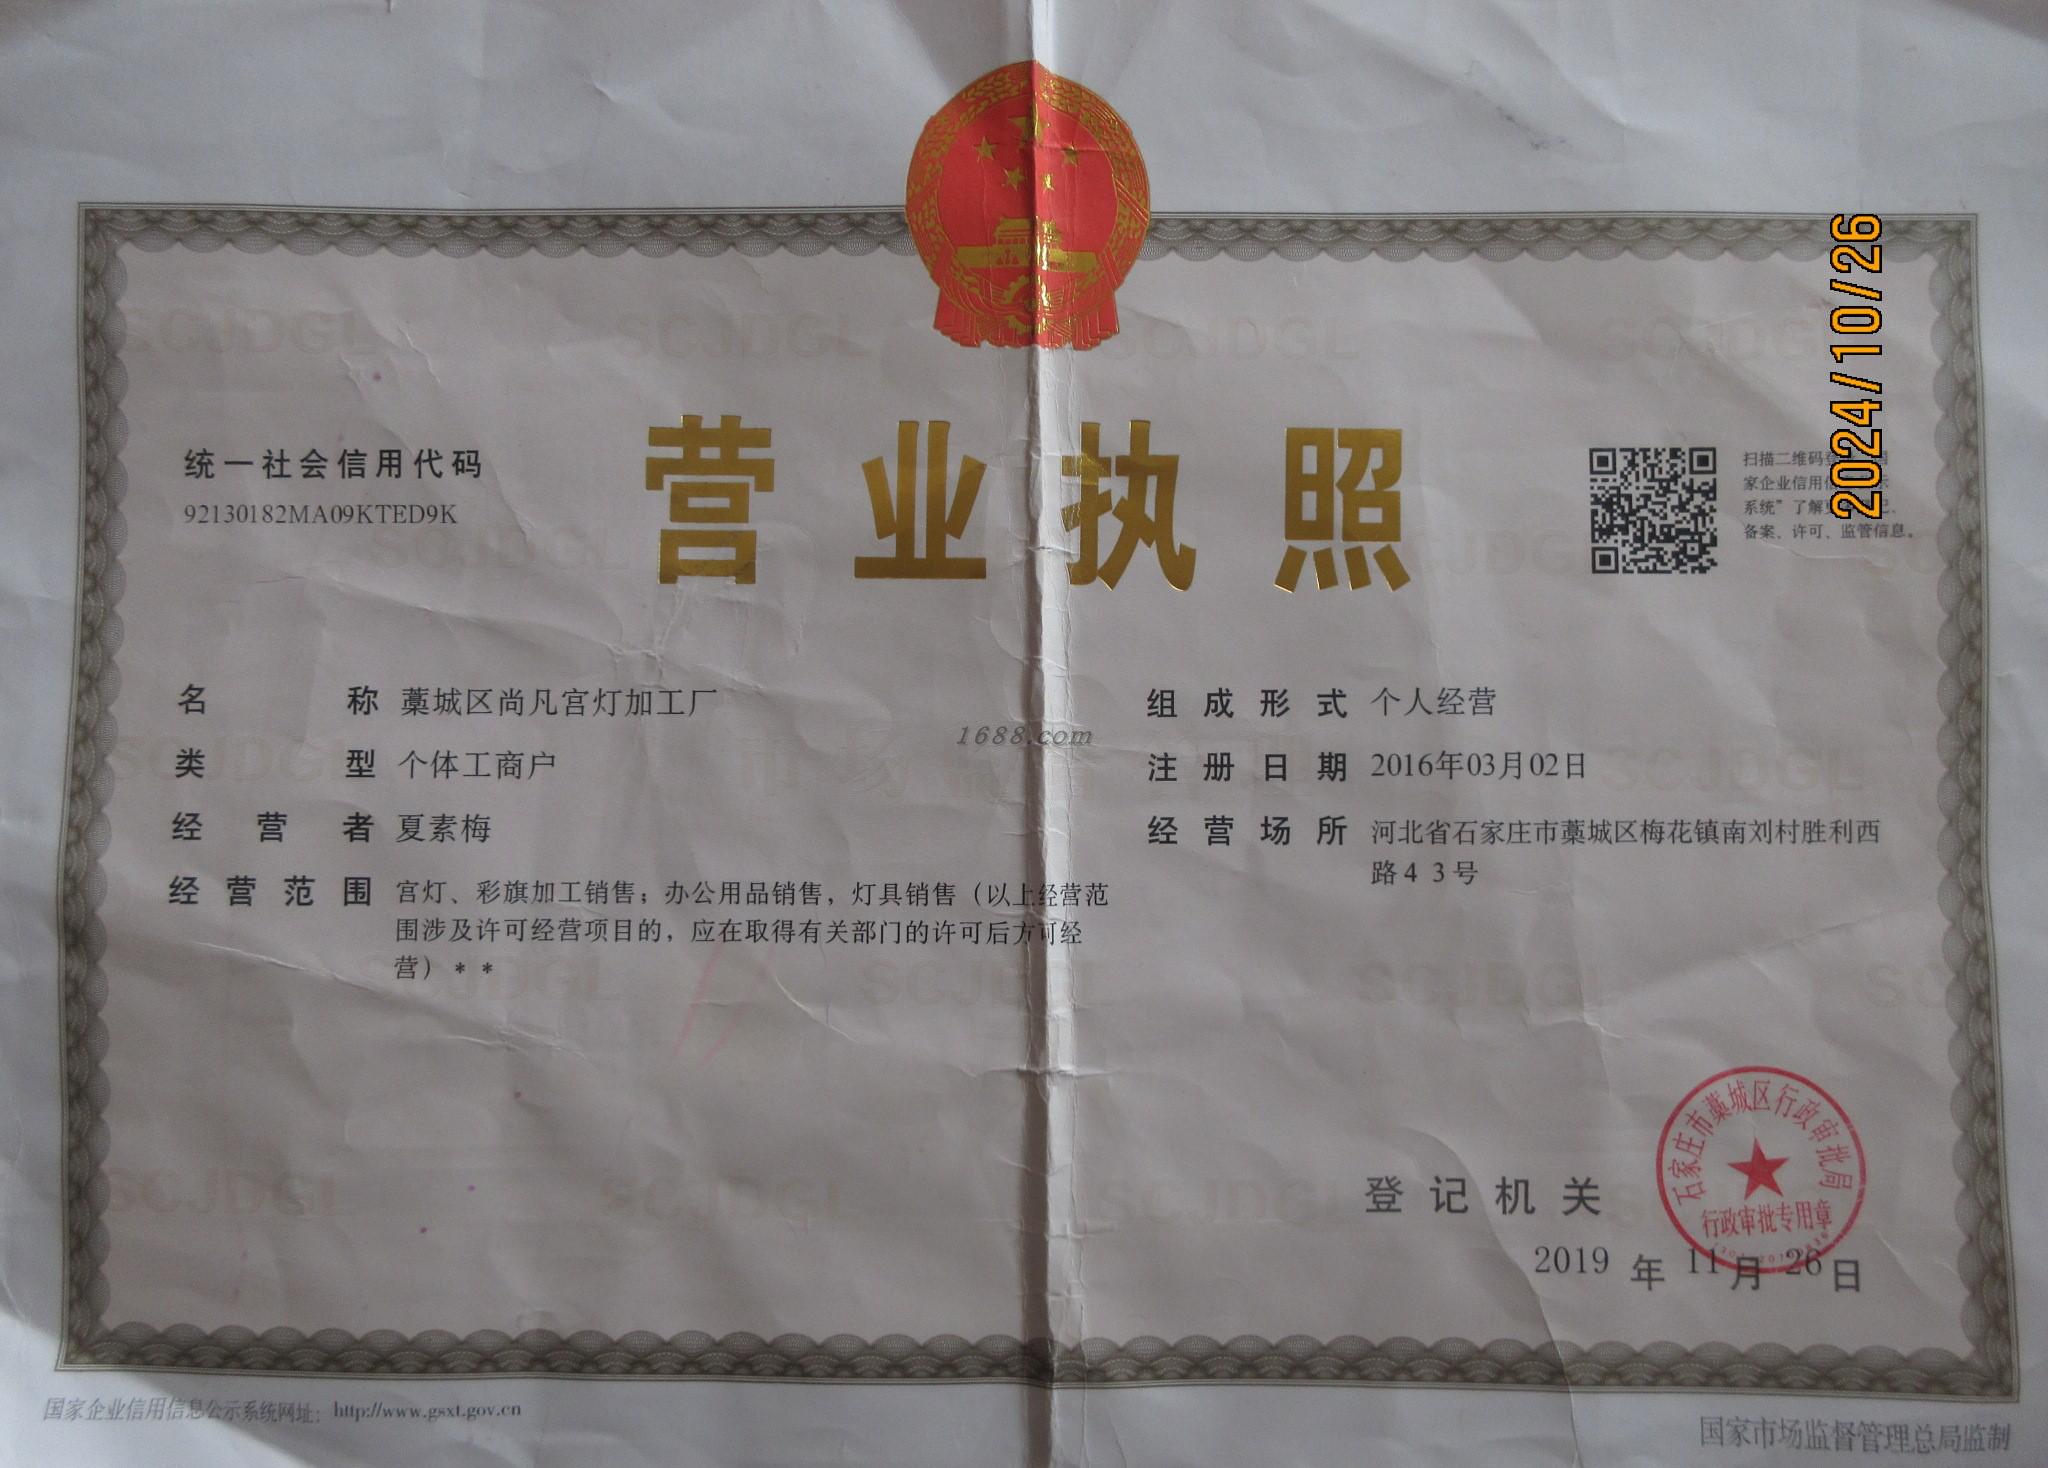 2024/10/26
营业执照
统一社会信用代码
92130182MA09KTED9K
扫描二维码登
家企业信用信
系统”了解更
备案、许可、监管信息。
名称 藁城区尚凡宫灯加工厂
类型 个体工商户
经营者 夏素梅
经营范围 宫灯、彩旗加工销售；办公用品销售，灯具销售（以上经营范
围涉及许可经营项目的，应在取得有关部门的许可后方可经
营）＊＊
1688.com
组成形式 个人经营
注册日期 2016年03月02日
经营场所 河北省石家庄市藁城区梅花镇南刘村胜利西
路４３号
登记机关
石家庄市藁城区行政审批局
行政审批专用章
2019 年 11 月 26 日
国家企业信用信息公示系统网址：http://www.gsxt.gov.cn
国家市场监督管理总局监制
SCJDGL